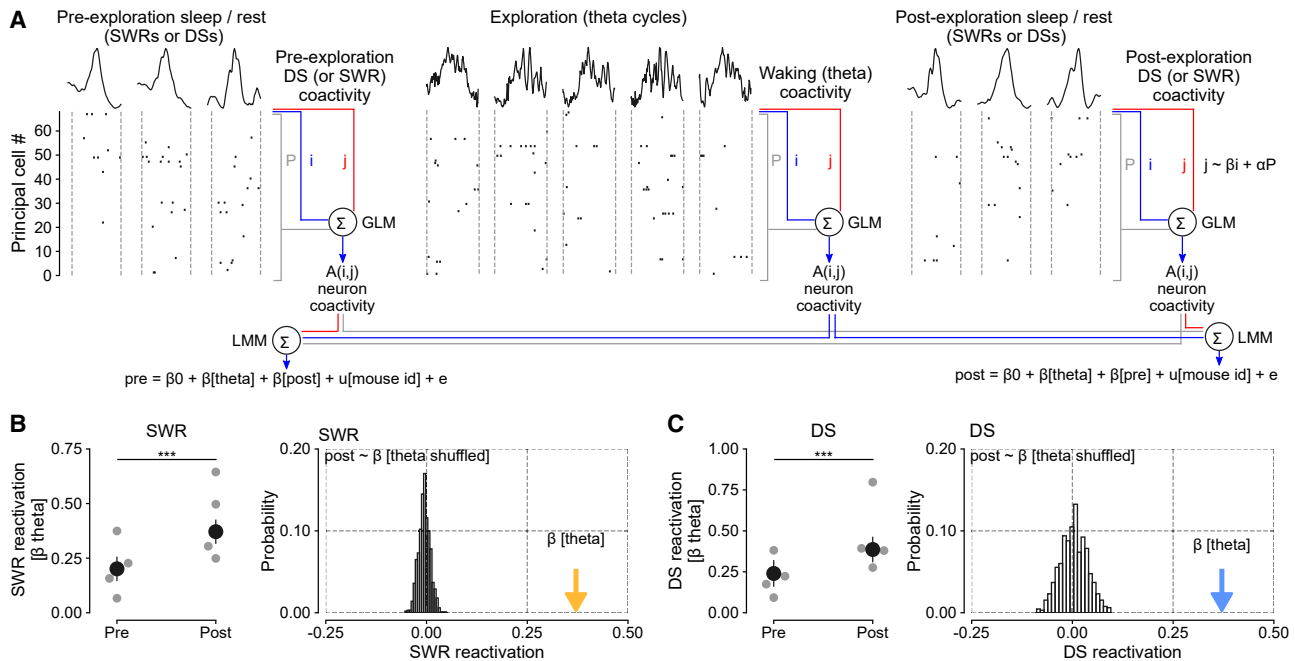 A
Pre-exploration sleep / rest
(SWRs or DSs)
Exploration (theta cycles)
Post-exploration sleep / rest
(SWRs or DSs)
Pre-exploration
DS (or SWR)
coactivity
Waking (theta)
coactivity
Post-exploration
DS (or SWR)
coactivity
Principal cell #
60
50
40
30
20
10
0
P
i
j
Σ
GLM
A(i,j)
neuron
coactivity
P
i
j
Σ
GLM
A(i,j)
neuron
coactivity
P
i
j
j ~ βi + αP
Σ
GLM
A(i,j)
neuron
coactivity
LMM
Σ
pre = β0 + β[theta] + β[post] + u[mouse id] + e
Σ
LMM
post = β0 + β[theta] + β[pre] + u[mouse id] + e
B
SWR
***
SWR reactivation
[β theta]
0.75
0.50
0.25
0.00
Pre
Post
SWR
post ~ β [theta shuffled]
Probability
0.20
0.10
0.00
β [theta]
-0.25
0.00
0.25
0.50
SWR reactivation
C
DS
***
DS reactivation
[β theta]
1.00
0.75
0.50
0.25
0.00
Pre
Post
DS
post ~ β [theta shuffled]
Probability
0.20
0.10
0.00
β [theta]
-0.25
0.00
0.25
0.50
DS reactivation